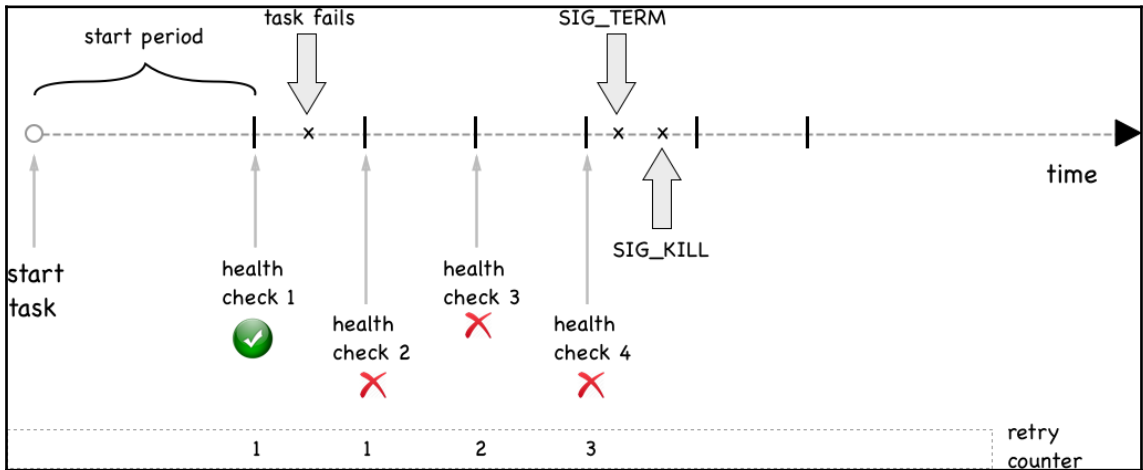 task fails
SIG_TERM
start period
x
x
x
time
SIG_KILL
start
task
health
check 1
health
check 3
health
check 2
health
check 4
1
1
2
3
retry
counter